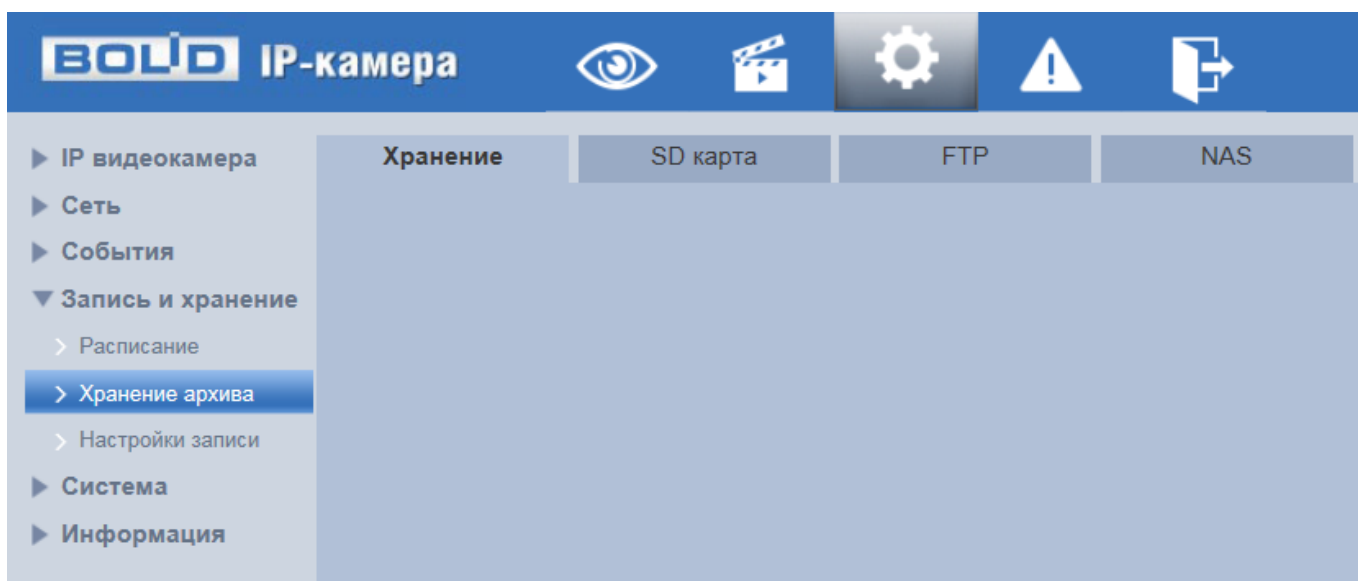 BOLID IP-камера
IP видеокамера
Сеть
События
Запись и хранение
Расписание
Хранение архива
Настройки записи
Система
Информация
Хранение SD карта FTP NAS